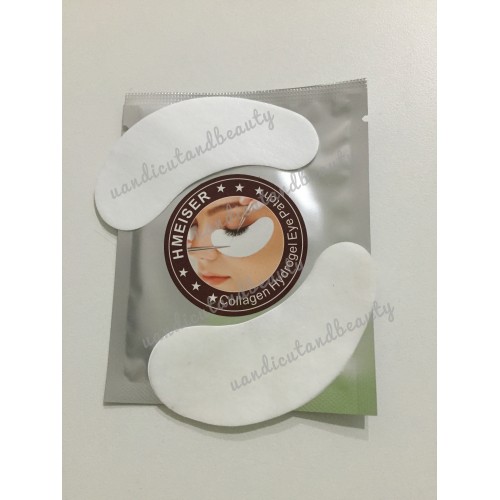 uandicutandbeauty
HMEISER
Collagen Hydrogel Eye Patch
uandicutandbeauty
uandicutandbeauty